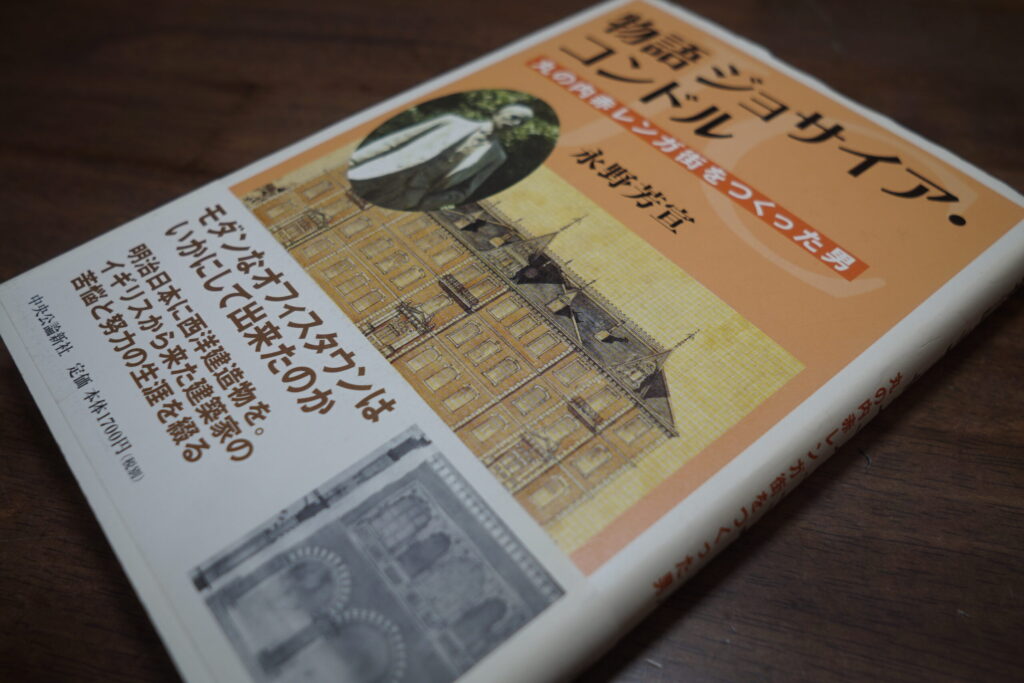 物語 ジョサイア・
コンドル
丸の内赤レンガ街をつくった男
永野芳宣
モダンなオフィスタウンは
いかにして出来たのか
明治日本に西洋建造物を。
イギリスから来た建築家の
苦悩と努力の生涯を綴る
中央公論新社 定価 本体1700円(税別)
丸の内赤レンガ街をつくった男